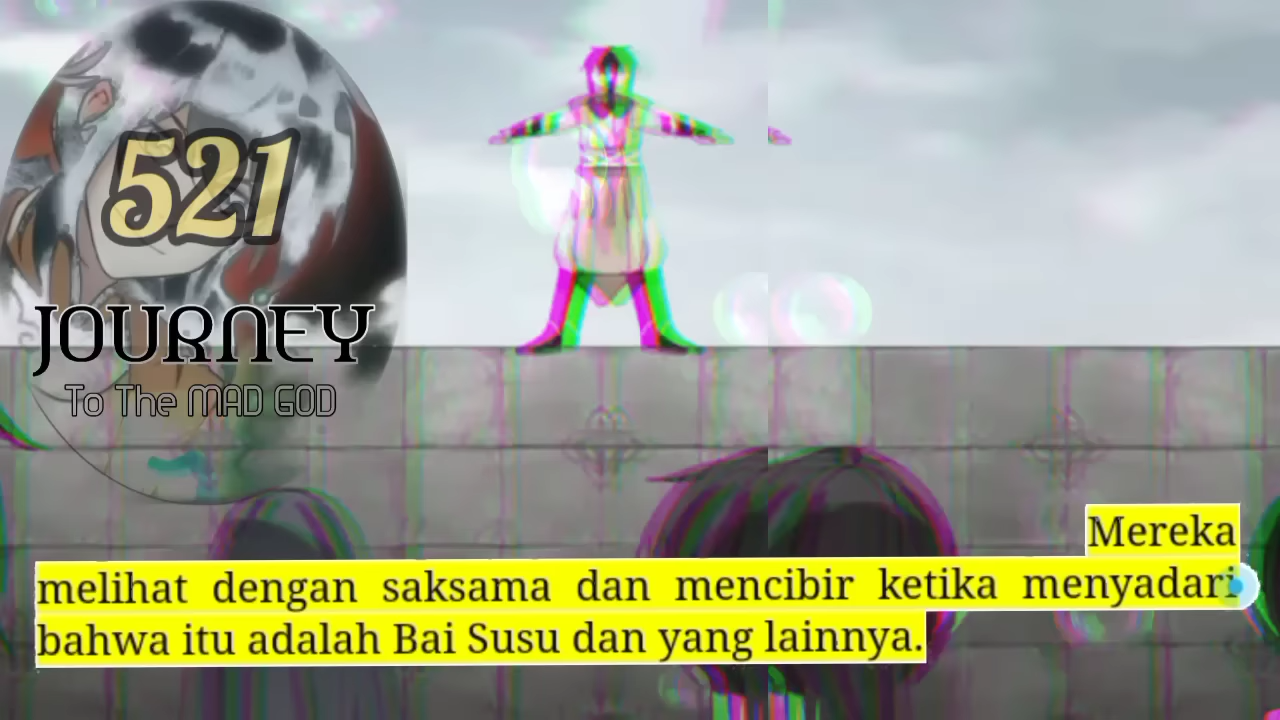 521
JOURNEY
To The MAD GOD
Mereka
melihat dengan saksama dan mencibir ketika menyadari
bahwa itu adalah Bai Susu dan yang lainnya.